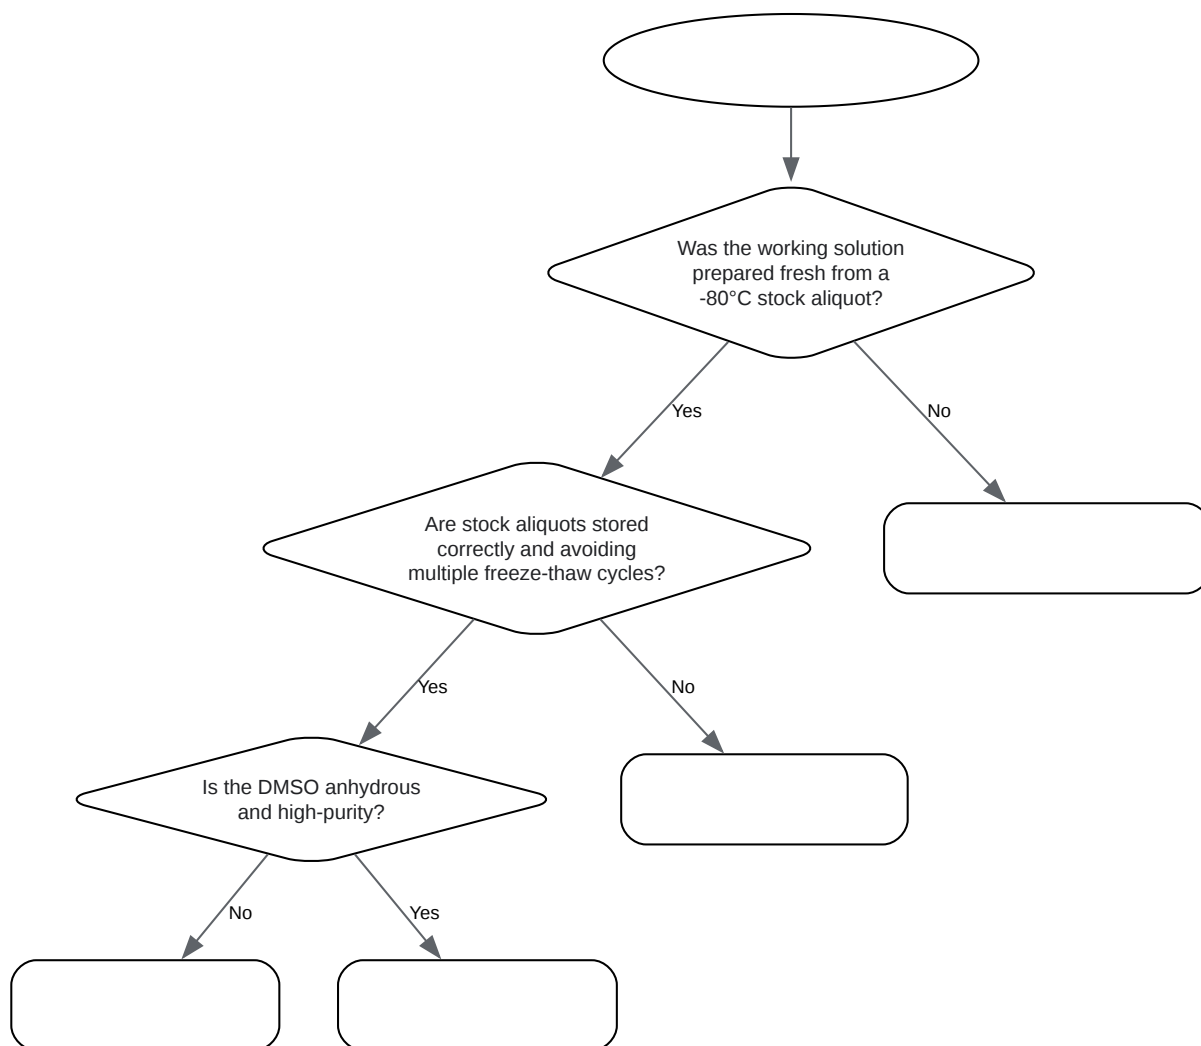 Was the working solution
prepared fresh from a
-80°C stock aliquot?
Yes
No
Are stock aliquots stored
correctly and avoiding
multiple freeze-thaw cycles?
Yes
No
Is the DMSO anhydrous
and high-purity?
No
Yes